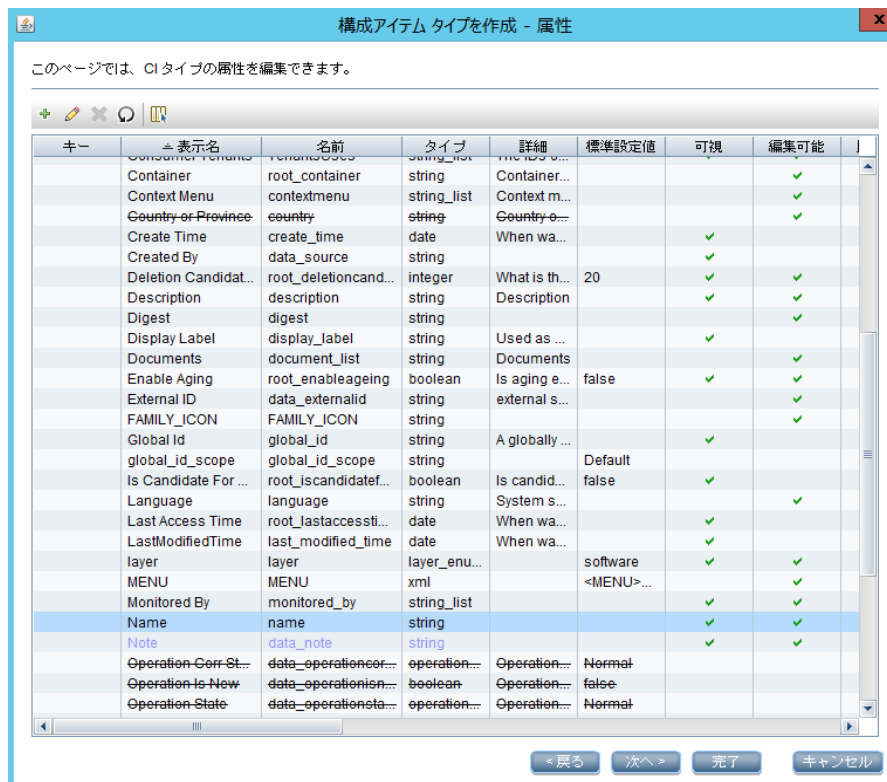 構成アイテム タイプを作成 - 属性
x
このページでは、CIタイプの属性を編集できます。
キー 表示名 名前 タイプ 詳細 標準設定値 可視 編集可能
Consumer Tenants TenantsUses string_list The IDs o...
Container root_container string Container...
Context Menu contextmenu string_list Context m...
Country or Province country string Country o...
Create Time create_time date When wa...
Created By data_source string
Deletion Candidat... root_deletioncand... integer What is th... 20
Description description string Description
Digest digest string
Display Label display_label string Used as ...
Documents document_list string Documents
Enable Aging root_enableageing boolean Is aging e... false
External ID data_externalid string external s...
FAMILY_ICON FAMILY_ICON string
Global Id global_id string A globally ...
global_id_scope global_id_scope string Default
Is Candidate For ... root_iscandidatef... boolean Is candid... false
Language language string System s...
Last Access Time root_lastaccessti... date When wa...
LastModifiedTime last_modified_time date When wa...
layer layer layer_enu... software
MENU MENU xml <MENU>...
Monitored By monitored_by string_list
Name name string
Note data_note string
Operation Corr St... data_operationcor... operation... Operation... Normal
Operation Is New data_operationisn... boolean Operation... false
Operation State data_operationsta... operation... Operation... Normal
<戻る 次へ> 完了 キャンセル